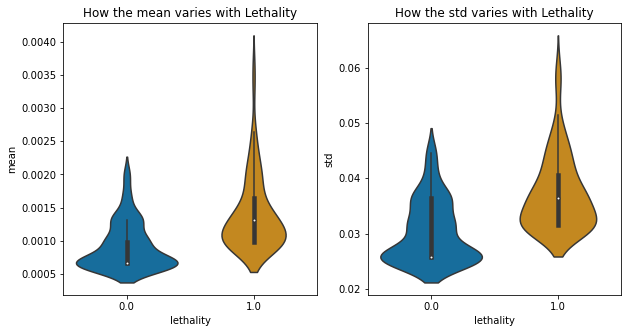 How the mean varies with Lethality
0.0040
0.0035
0.0030
0.0025
0.0020
0.0015
0.0010
0.0005
mean
0.0
1.0
lethality
How the std varies with Lethality
0.06
0.05
0.04
0.03
0.02
std
0.0
1.0
lethality